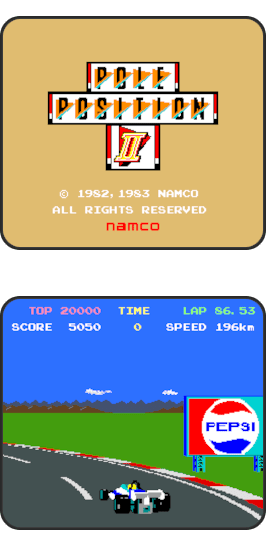 POLE
POSITION
II
© 1982, 1983 NAMCO
ALL RIGHTS RESERVED
namco
TOP 20000 TIME LAP 86.53
SCORE 5050 0 SPEED 196km
PEPSI